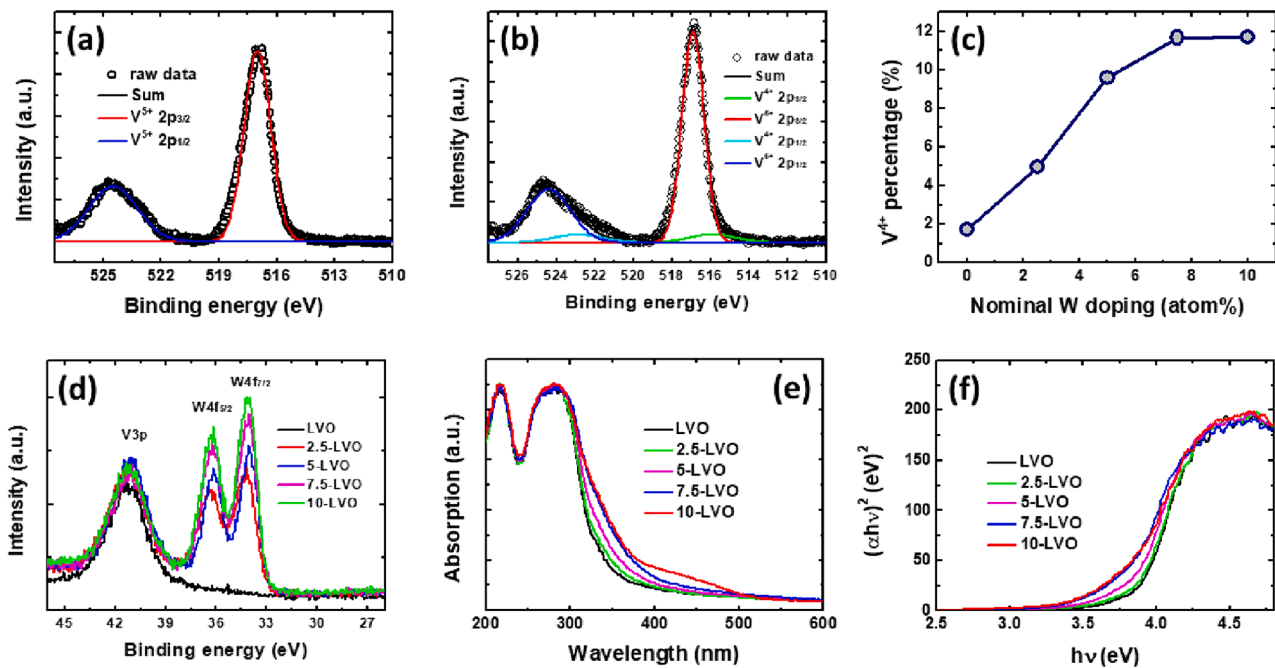 (a)
raw data
Sum
V5+ 2p3/2
V5+ 2p1/2
Intensity (a.u.)
525 522 519 516 513 510
Binding energy (eV)
(b)
raw data
Sum
V4+ 2p3/2
V5+ 2p3/2
V4+ 2p1/2
V5+ 2p1/2
Intensity (a.u.)
526 524 522 520 518 516 514 512 510
Binding energy (eV)
(c)
V4+ percentage (%)
13
12
11
10
9
8
7
6
5
4
3
2
1
0
0 2 4 6 8 10
Nominal W doping (atom%)
(d)
V3p
W4f5/2
W4f7/2
LVO
2.5-LVO
5-LVO
7.5-LVO
10-LVO
Intensity (a.u.)
45 42 39 36 33 30 27
Binding energy (eV)
(e)
LVO
2.5-LVO
5-LVO
7.5-LVO
10-LVO
Absorption (a.u.)
200 300 400 500 600
Wavelength (nm)
(f)
LVO
2.5-LVO
5-LVO
7.5-LVO
10-LVO
(αhν)2 (eV)2
250
200
150
100
50
0
2.5 3.0 3.5 4.0 4.5
hν (eV)